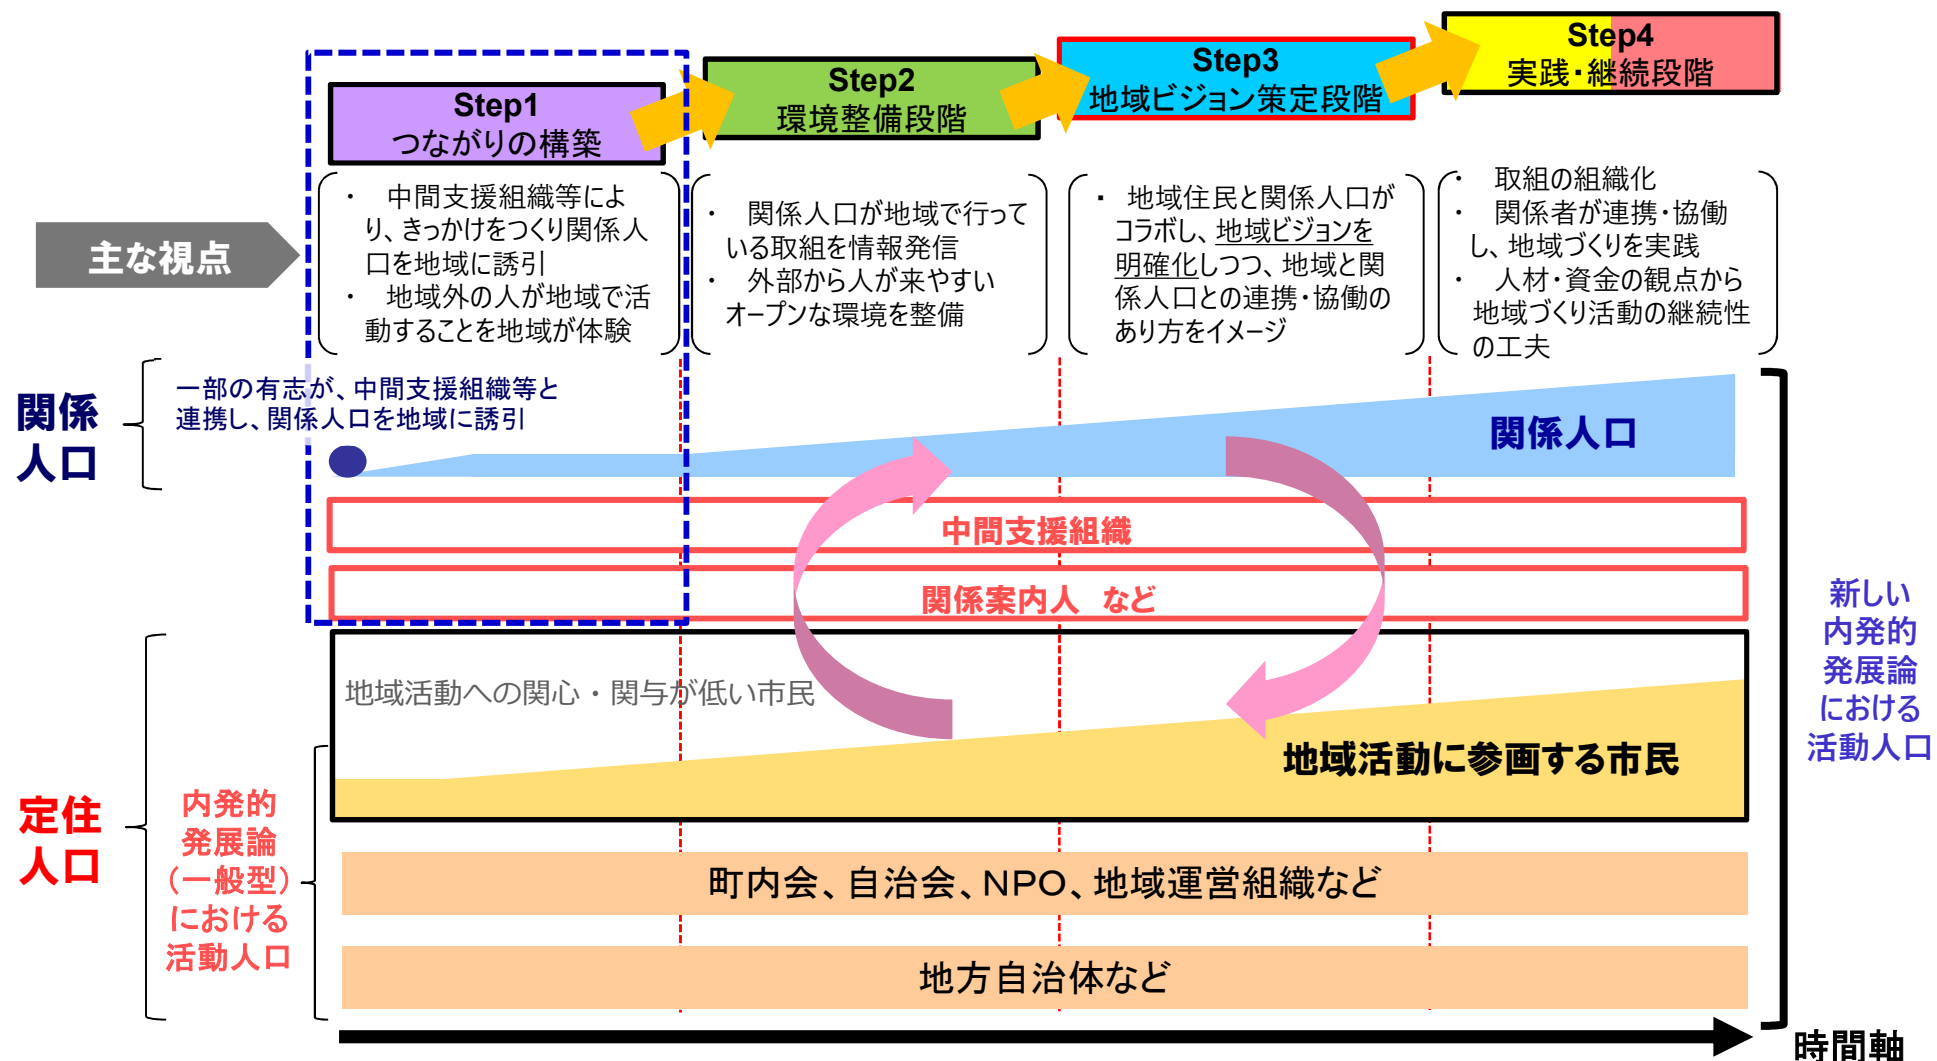 Step1
つながりの構築
Step2
環境整備段階
Step3
地域ビジョン策定段階
Step4
実践・継続段階
主な視点
・　中間支援組織等によ
り、きっかけをつくり関係人
口を地域に誘引
・　地域外の人が地域で活
動することを地域が体験
・　関係人口が地域で行って
いる取組を情報発信
・　外部から人が来やすい
オープンな環境を整備
・　地域住民と関係人口が
コラボし、地域ビジョンを
明確化しつつ、地域と関
係人口との連携・協働の
あり方をイメージ
・　取組の組織化
・　関係者が連携・協働
し、地域づくりを実践
・　人材・資金の観点から
地域づくり活動の継続性
の工夫
関係
人口
一部の有志が、中間支援組織等と
連携し、関係人口を地域に誘引
関係人口
中間支援組織
関係案内人　など
地域活動への関心・関与が低い市民
地域活動に参画する市民
定住
人口
内発的
発展論
（一般型）
における
活動人口
町内会、自治会、NPO、地域運営組織など
地方自治体など
新しい
内発的
発展論
における
活動人口
時間軸